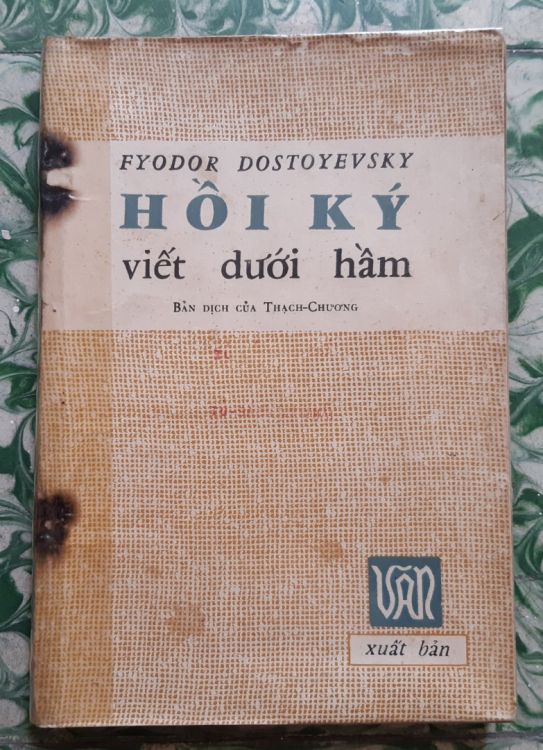 FYODOR DOSTOYEVSKY
HỒI KÝ
viết dưới hầm
BẢN DỊCH CỦA THẠCH-CHƯƠNG
VĂN
xuất bản